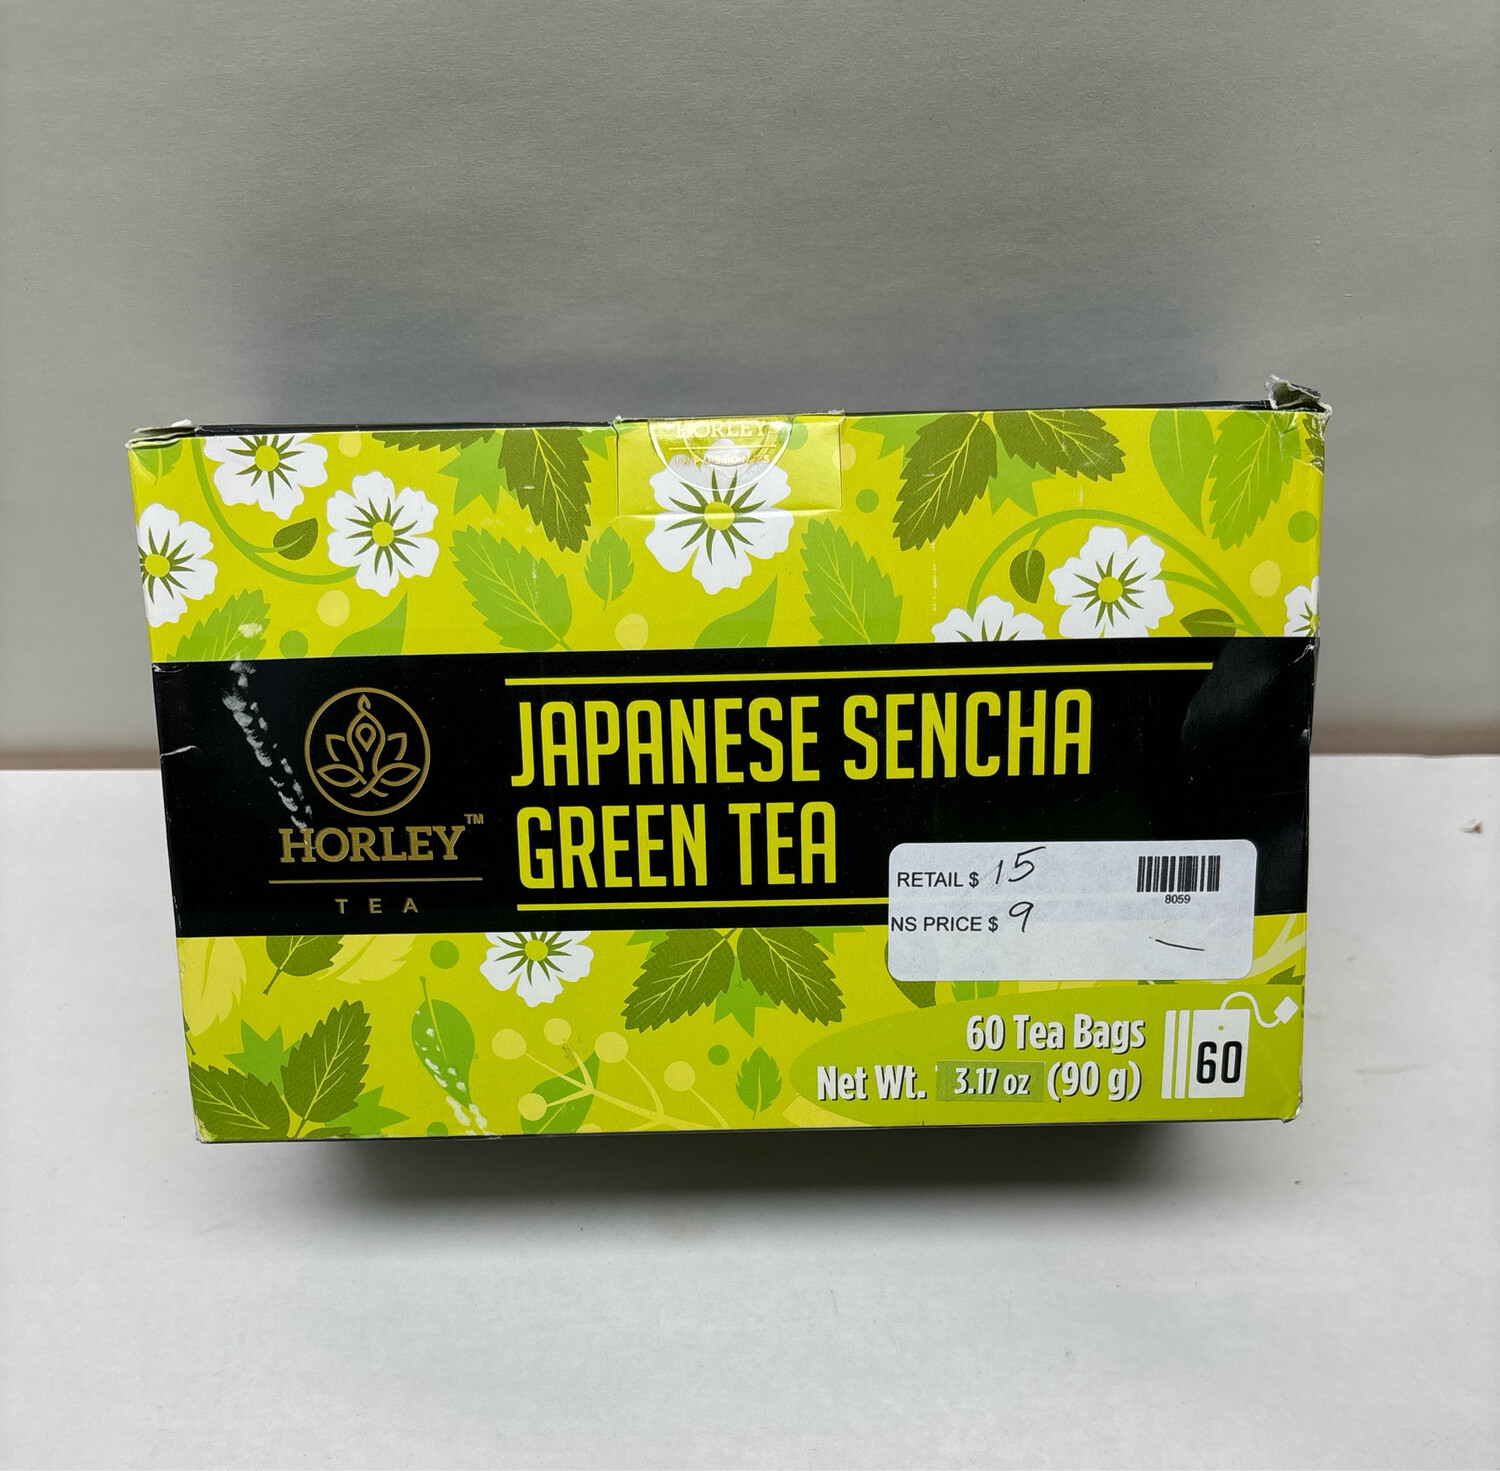 HORLEY
JAPANESE SENCHA
GREEN TEA
HORLEY™
TEA
RETAIL $ 15
8059
NS PRICE $ 9
60 Tea Bags
Net Wt. 3.17 oz (90 g)
60